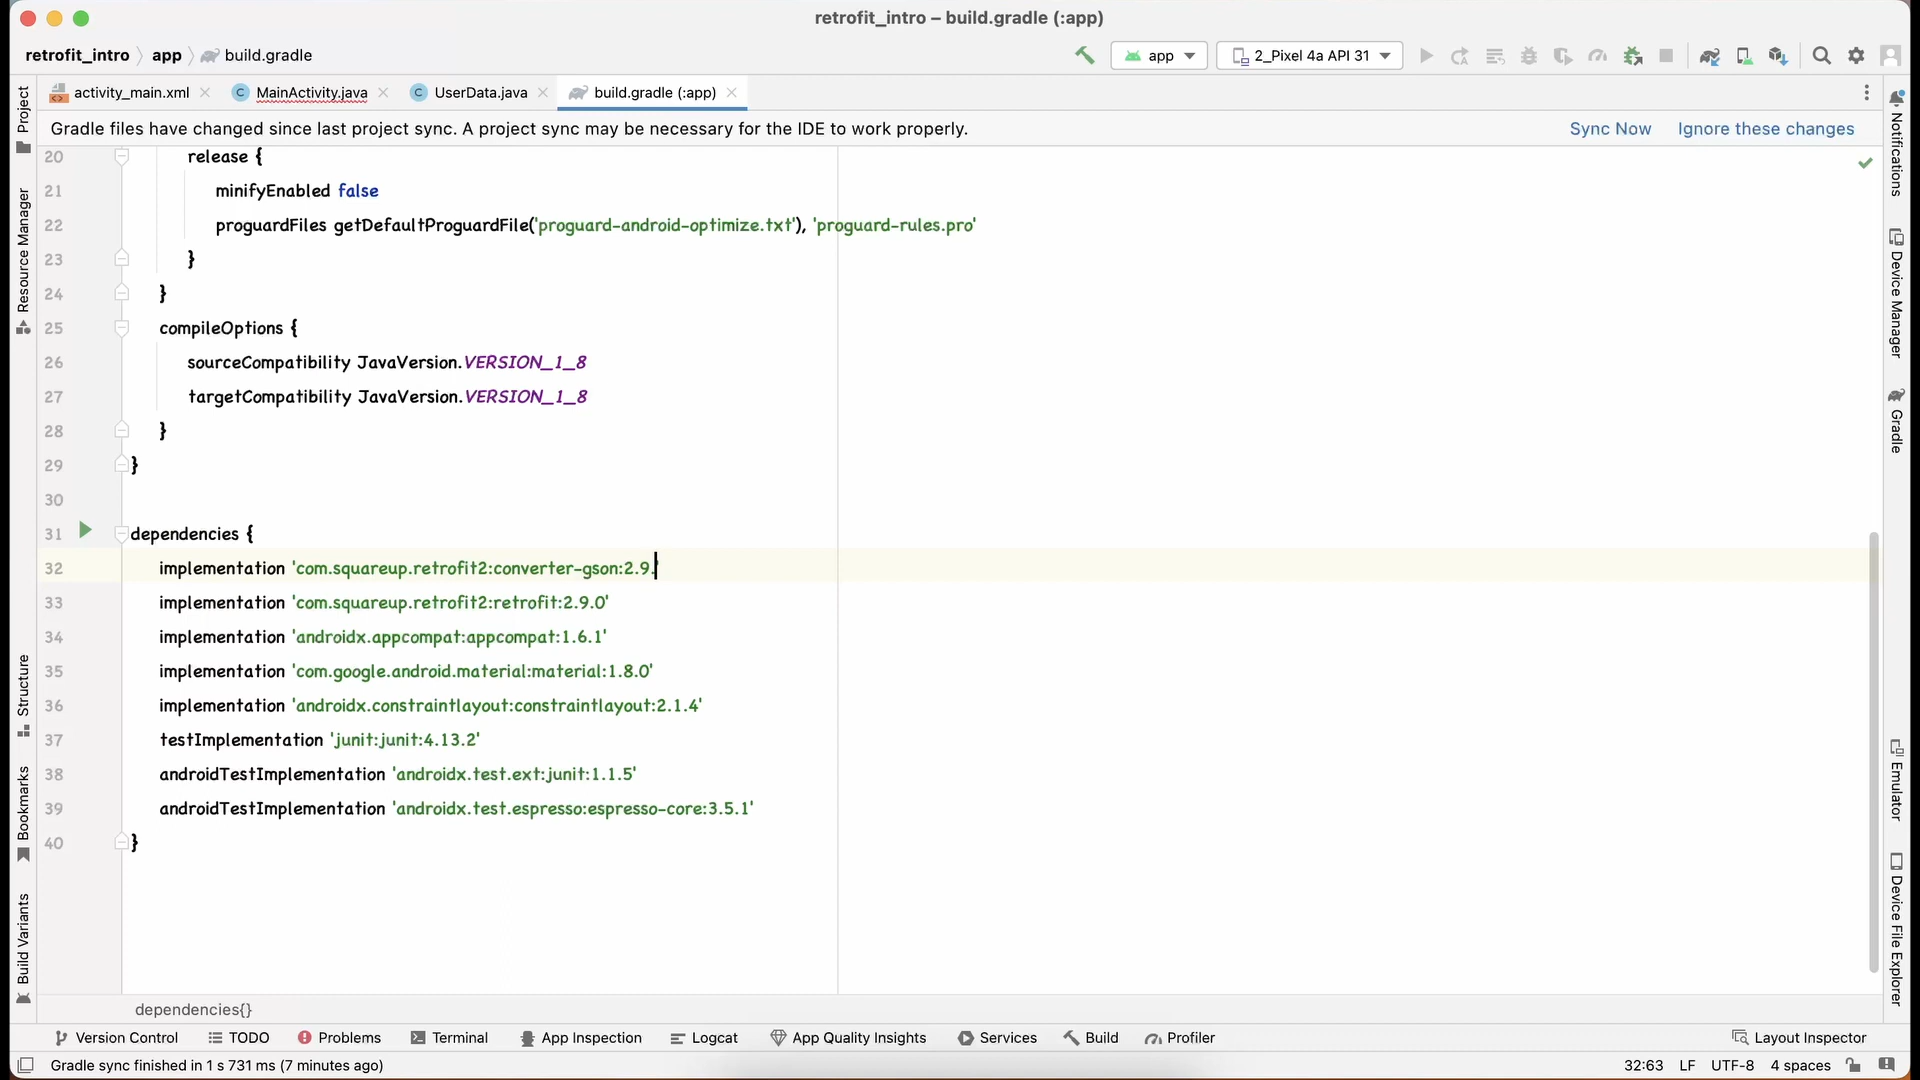 retrofit_intro – build.gradle (:app)
retrofit_intro app build.gradle
app 2_Pixel 4a API 31
activity_main.xml MainActivity.java UserData.java build.gradle (:app)
Gradle files have changed since last project sync. A project sync may be necessary for the IDE to work properly. Sync Now Ignore these changes
20 release {
21 minifyEnabled false
22 proguardFiles getDefaultProguardFile('proguard-android-optimize.txt'), 'proguard-rules.pro'
23 }
24 }
25 compileOptions {
26 sourceCompatibility JavaVersion.VERSION_1_8
27 targetCompatibility JavaVersion.VERSION_1_8
28 }
29 }
30
31 dependencies {
32 implementation 'com.squareup.retrofit2:converter-gson:2.9.'
33 implementation 'com.squareup.retrofit2:retrofit:2.9.0'
34 implementation 'androidx.appcompat:appcompat:1.6.1'
35 implementation 'com.google.android.material:material:1.8.0'
36 implementation 'androidx.constraintlayout:constraintlayout:2.1.4'
37 testImplementation 'junit:junit:4.13.2'
38 androidTestImplementation 'androidx.test.ext:junit:1.1.5'
39 androidTestImplementation 'androidx.test.espresso:espresso-core:3.5.1'
40 }
dependencies{}
Project
Resource Manager
Structure
Bookmarks
Build Variants
Notifications
Device Manager
Gradle
Emulator
Device File Explorer
Version Control TODO Problems Terminal App Inspection Logcat App Quality Insights Services Build Profiler Layout Inspector
Gradle sync finished in 1 s 731 ms (7 minutes ago) 32:63 LF UTF-8 4 spaces